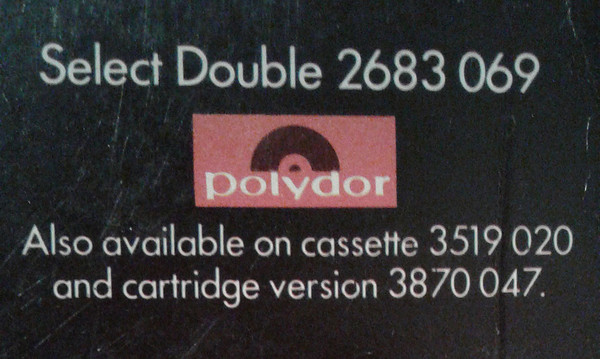 Select Double 2683 069
polydor
Also available on cassette 3519 020
and cartridge version 3870 047.